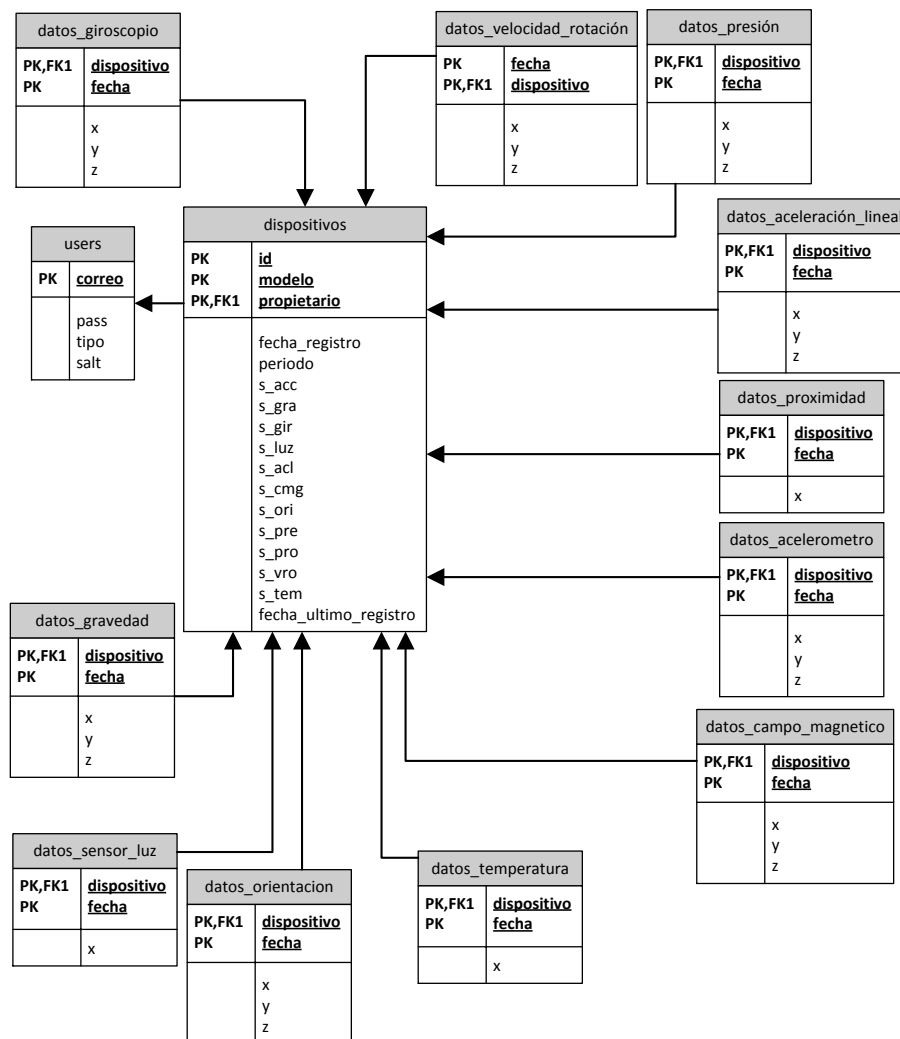 datos_giroscopio
PK,FK1 dispositivo
PK fecha
x
y
z
datos_velocidad_rotación
PK fecha
PK,FK1 dispositivo
x
y
z
datos_presión
PK,FK1 dispositivo
PK fecha
x
y
z
users
PK correo
pass
tipo
salt
dispositivos
PK id
PK modelo
PK,FK1 propietario
fecha_registro
periodo
s_acc
s_gra
s_gir
s_luz
s_acl
s_cmg
s_ori
s_pre
s_pro
s_vro
s_tem
fecha_ultimo_registro
datos_aceleración_lineal
PK,FK1 dispositivo
PK fecha
x
y
z
datos_proximidad
PK,FK1 dispositivo
PK fecha
x
datos_acelerometro
PK,FK1 dispositivo
PK fecha
x
y
z
datos_gravedad
PK,FK1 dispositivo
PK fecha
x
y
z
datos_campo_magnetico
PK,FK1 dispositivo
PK fecha
x
y
z
datos_sensor_luz
PK,FK1 dispositivo
PK fecha
x
datos_orientacion
PK,FK1 dispositivo
PK fecha
x
y
z
datos_temperatura
PK,FK1 dispositivo
PK fecha
x